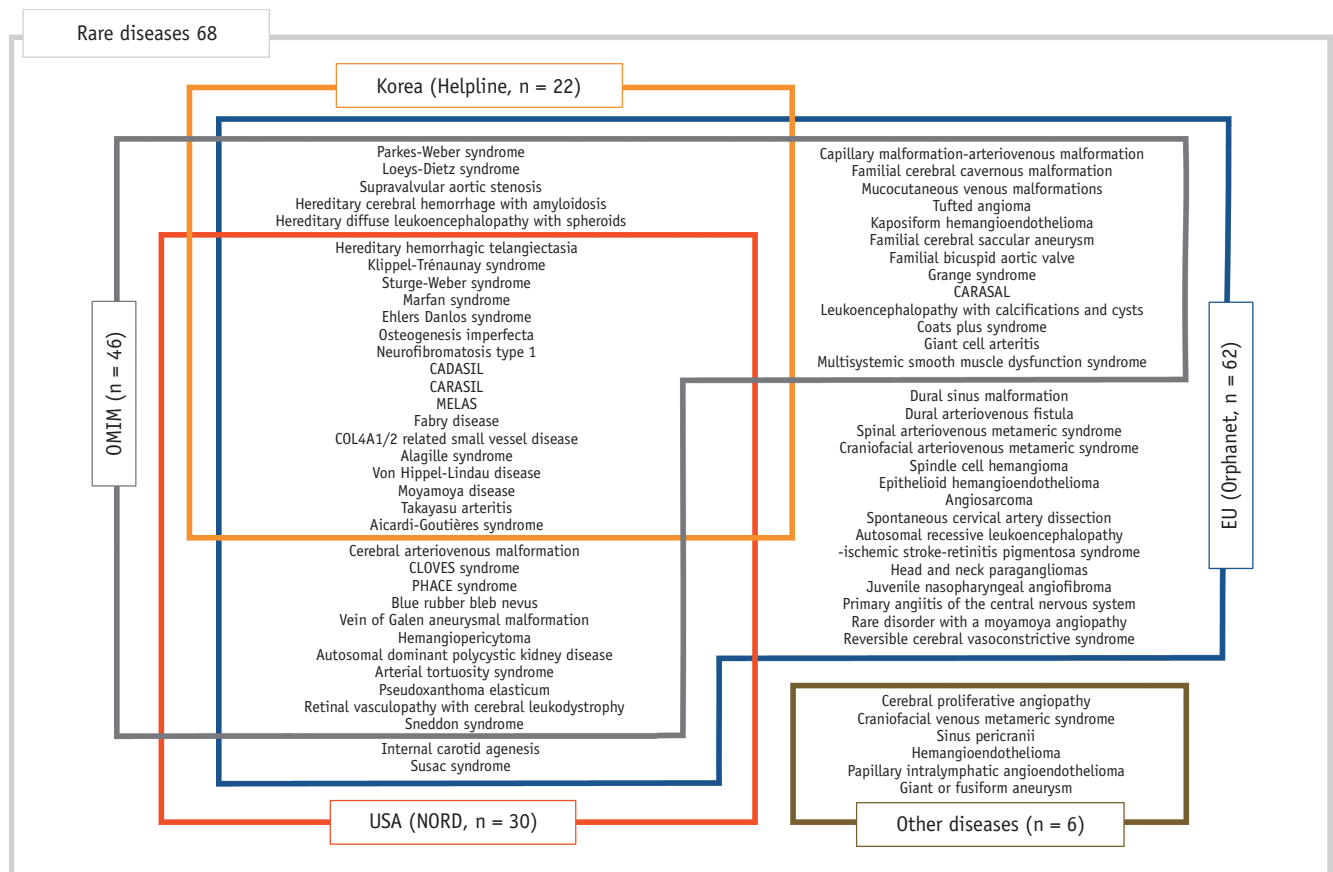 Rare diseases 68
Korea (Helpline, n = 22)
Parkes-Weber syndrome
Loeys-Dietz syndrome
Supravalvular aortic stenosis
Hereditary cerebral hemorrhage with amyloidosis
Hereditary diffuse leukoencephalopathy with spheroids
Hereditary hemorrhagic telangiectasia
Klippel-Trénaunay syndrome
Sturge-Weber syndrome
Marfan syndrome
Ehlers Danlos syndrome
Osteogenesis imperfecta
Neurofibromatosis type 1
CADASIL
CARASIL
MELAS
Fabry disease
COL4A1/2 related small vessel disease
Alagille syndrome
Von Hippel-Lindau disease
Moyamoya disease
Takayasu arteritis
Aicardi-Goutières syndrome
Cerebral arteriovenous malformation
CLOVES syndrome
PHACE syndrome
Blue rubber bleb nevus
Vein of Galen aneurysmal malformation
Hemangiopericytoma
Autosomal dominant polycystic kidney disease
Arterial tortuosity syndrome
Pseudoxanthoma elasticum
Retinal vasculopathy with cerebral leukodystrophy
Sneddon syndrome
Internal carotid agenesis
Susac syndrome
Capillary malformation-arteriovenous malformation
Familial cerebral cavernous malformation
Mucocutaneous venous malformations
Tufted angioma
Kaposiform hemangioendothelioma
Familial cerebral saccular aneurysm
Familial bicuspid aortic valve
Grange syndrome
CARASAL
Leukoencephalopathy with calcifications and cysts
Coats plus syndrome
Giant cell arteritis
Multisystemic smooth muscle dysfunction syndrome
Dural sinus malformation
Dural arteriovenous fistula
Spinal arteriovenous metameric syndrome
Craniofacial arteriovenous metameric syndrome
Spindle cell hemangioma
Epithelioid hemangioendothelioma
Angiosarcoma
Spontaneous cervical artery dissection
Autosomal recessive leukoencephalopathy
-ischemic stroke-retinitis pigmentosa syndrome
Head and neck paragangliomas
Juvenile nasopharyngeal angiofibroma
Primary angiitis of the central nervous system
Rare disorder with a moyamoya angiopathy
Reversible cerebral vasoconstrictive syndrome
Cerebral proliferative angiopathy
Craniofacial venous metameric syndrome
Sinus pericranii
Hemangioendothelioma
Papillary intralymphatic angioendothelioma
Giant or fusiform aneurysm
OMIM (n = 46)
EU (Orphanet, n = 62)
USA (NORD, n = 30)
Other diseases (n = 6)